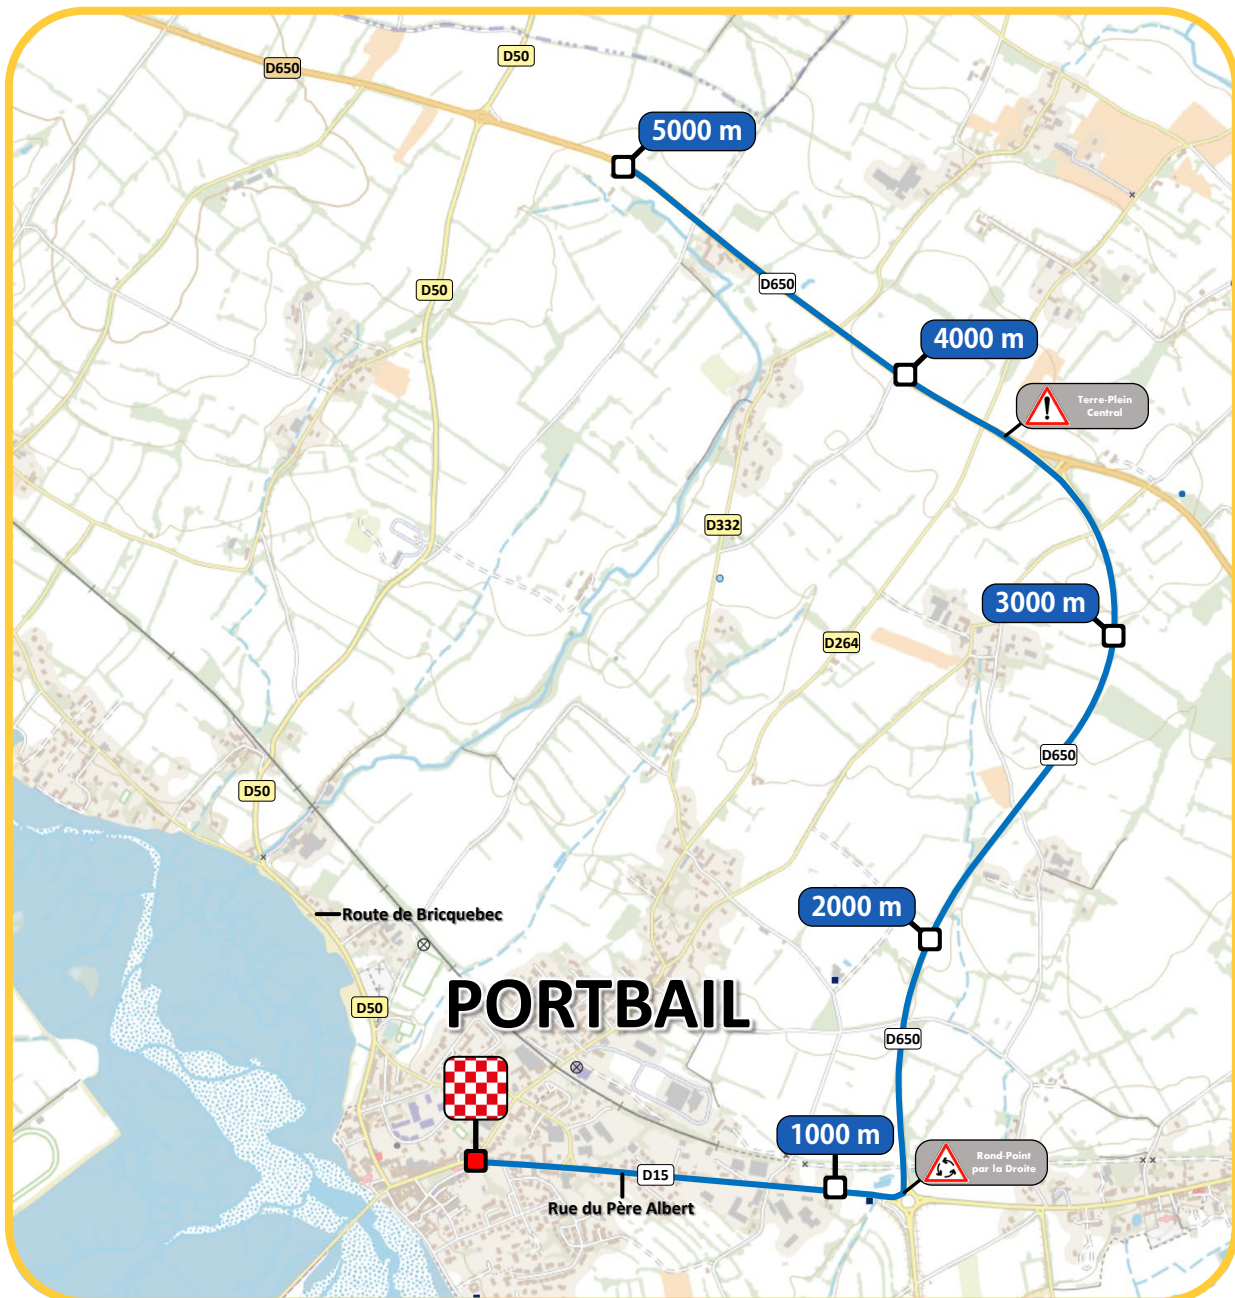 D50
D650
5000 m
D50
D650
4000 m
Terre-Plein
Central
D332
3000 m
D264
D650
D50
2000 m
Route de Bricquebec
PORTBAIL
D50
D650
1000 m
Rond-Point
par la Droite
D15
Rue du Père Albert